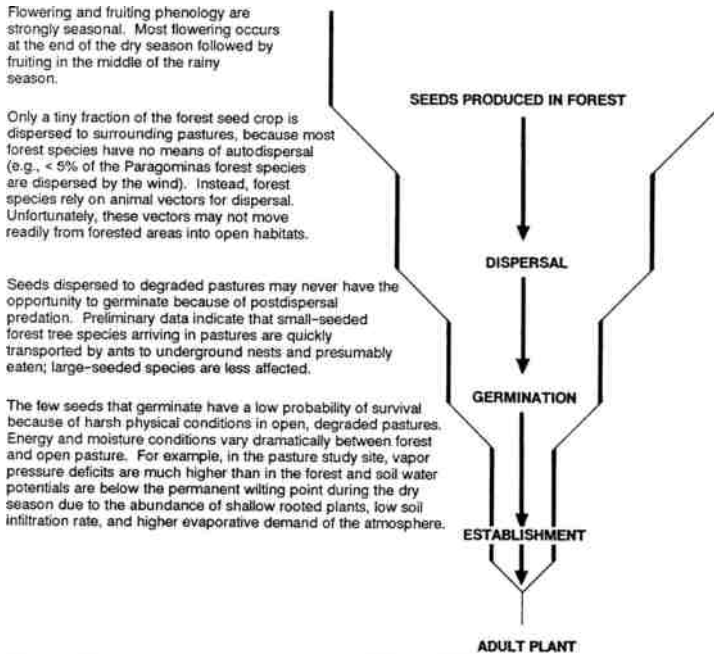 Flowering and fruiting phenology are
strongly seasonal. Most flowering occurs
at the end of the dry season followed by
fruiting in the middle of the rainy
season.
SEEDS PRODUCED IN FOREST
Only a tiny fraction of the forest seed crop is
dispersed to surrounding pastures, because most
forest species have no means of autodispersal
(e.g., < 5% of the Paragominas forest species
are dispersed by the wind). Instead, forest
species rely on animal vectors for dispersal.
Unfortunately, these vectors may not move
readily from forested areas into open habitats.
DISPERSAL
Seeds dispersed to degraded pastures may never have the
opportunity to germinate because of postdispersal
predation. Preliminary data indicate that small-seeded
forest tree species arriving in pastures are quickly
transported by ants to underground nests and presumably
eaten; large-seeded species are less affected.
GERMINATION
The few seeds that germinate have a low probability of survival
because of harsh physical conditions in open, degraded pastures.
Energy and moisture conditions vary dramatically between forest
and open pasture. For example, in the pasture study site, vapor
pressure deficits are much higher than in the forest and soil water
potentials are below the permanent wilting point during the dry
season due to the abundance of shallow rooted plants, low soil
infiltration rate, and higher evaporative demand of the atmosphere.
ESTABLISHMENT
ADULT PLANT